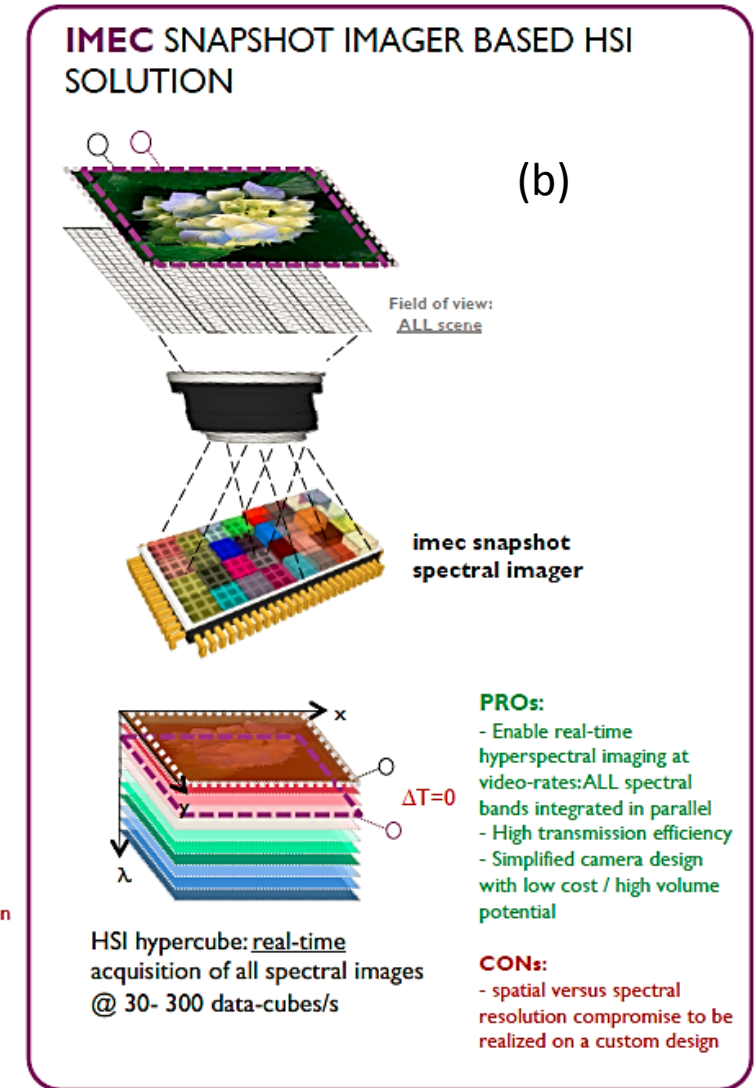 IMEC SNAPSHOT IMAGER BASED HSI
SOLUTION
(b)
Field of view:
ALL scene
imec snapshot
spectral imager
x
y
λ
ΔT=0
PROs:
- Enable real-time
hyperspectral imaging at
video-rates:ALL spectral
bands integrated in parallel
- High transmission efficiency
- Simplified camera design
with low cost / high volume
potential
n
HSI hypercube: real-time
acquisition of all spectral images
@ 30- 300 data-cubes/s
CONs:
- spatial versus spectral
resolution compromise to be
realized on a custom design